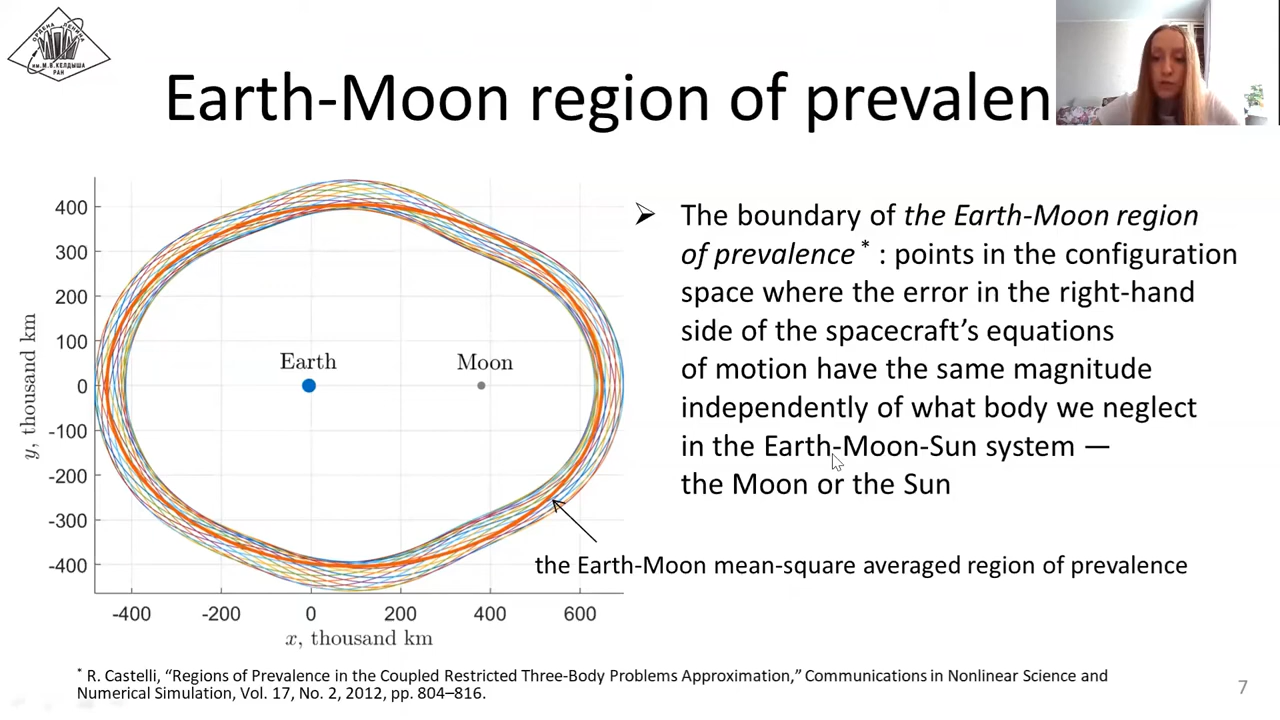 ОРДЕНА ЛЕНИНА
ИМ. М.В. КЕЛДЫША
РАН
Earth-Moon region of prevalen
400
300
200
100
0
-100
-200
-300
-400
y, thousand km
Earth
Moon
-400 -200 0 200 400 600
x, thousand km
➢ The boundary of the Earth-Moon region
of prevalence * : points in the configuration
space where the error in the right-hand
side of the spacecraft’s equations
of motion have the same magnitude
independently of what body we neglect
in the Earth-Moon-Sun system —
the Moon or the Sun
the Earth-Moon mean-square averaged region of prevalence
* R. Castelli, “Regions of Prevalence in the Coupled Restricted Three-Body Problems Approximation,” Communications in Nonlinear Science and
Numerical Simulation, Vol. 17, No. 2, 2012, pp. 804–816.
7